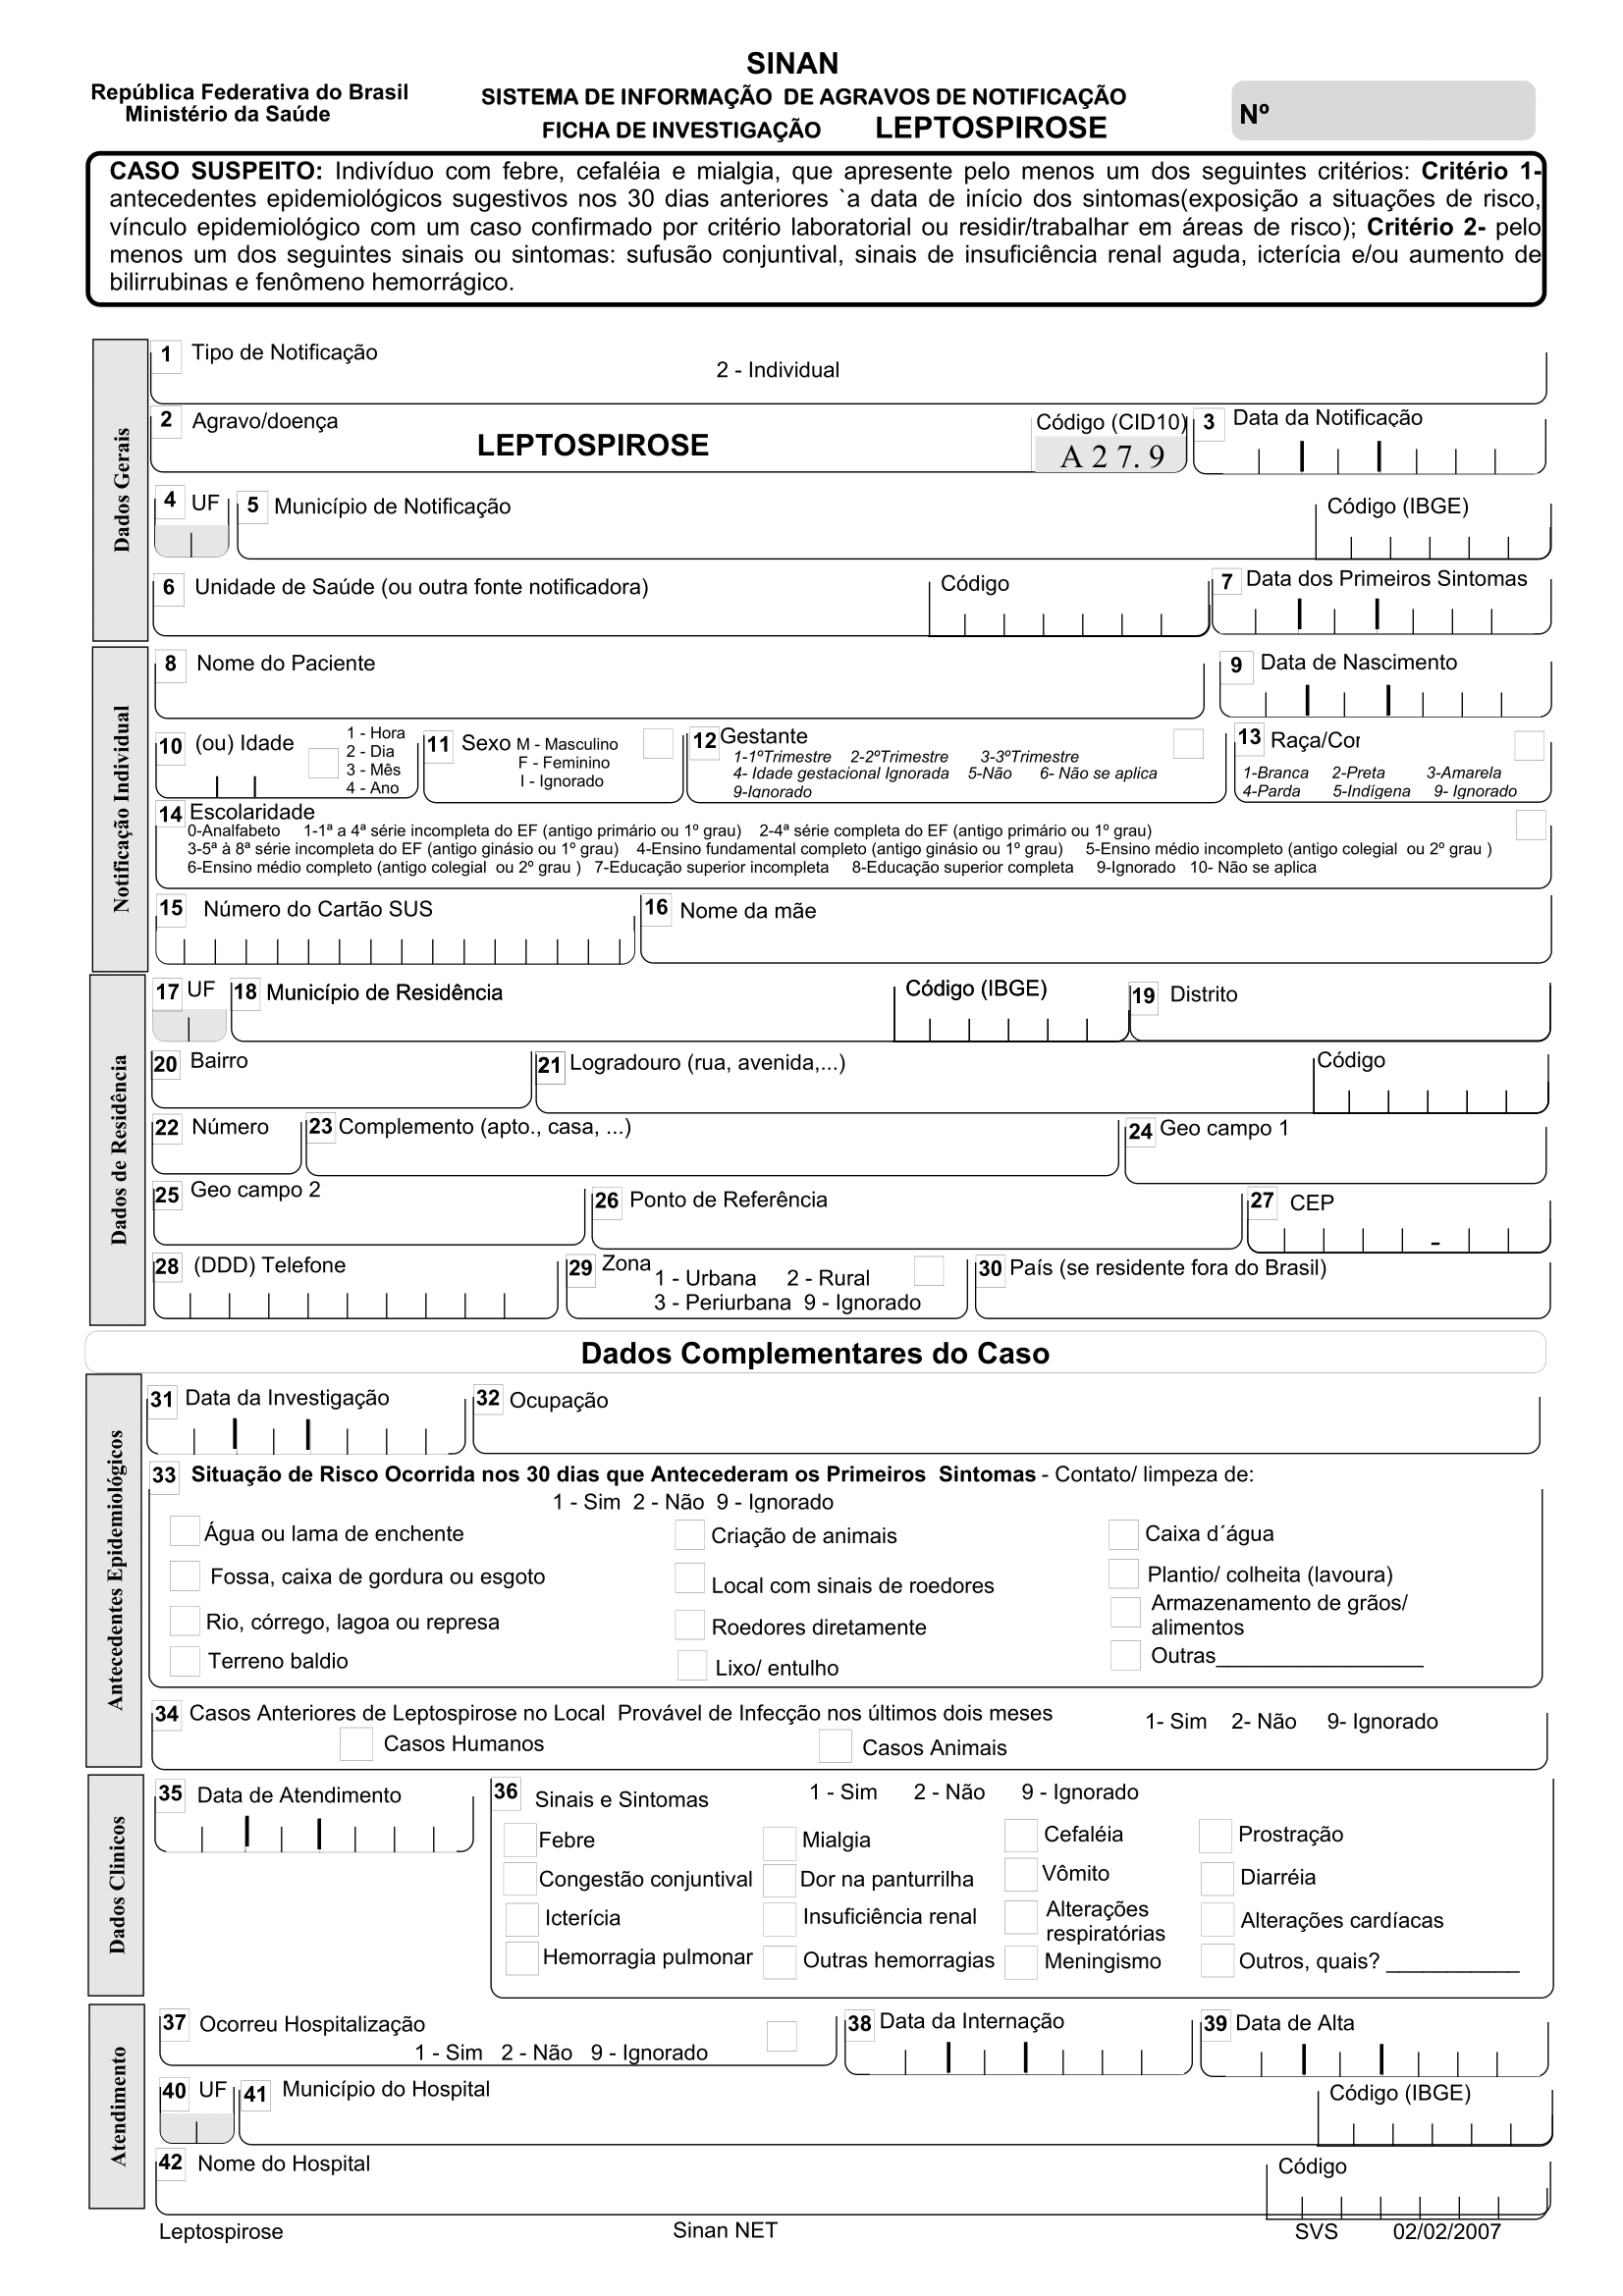 SINAN
República Federativa do Brasil
Ministério da Saúde
SISTEMA DE INFORMAÇÃO DE AGRAVOS DE NOTIFICAÇÃO
FICHA DE INVESTIGAÇÃO LEPTOSPIROSE
Nº
CASO SUSPEITO: Indivíduo com febre, cefaléia e mialgia, que apresente pelo menos um dos seguintes critérios: Critério 1-
antecedentes epidemiológicos sugestivos nos 30 dias anteriores `a data de início dos sintomas(exposição a situações de risco,
vínculo epidemiológico com um caso confirmado por critério laboratorial ou residir/trabalhar em áreas de risco); Critério 2- pelo
menos um dos seguintes sinais ou sintomas: sufusão conjuntival, sinais de insuficiência renal aguda, icterícia e/ou aumento de
bilirrubinas e fenômeno hemorrágico.
Dados Gerais
1 Tipo de Notificação
2 - Individual
2 Agravo/doença
LEPTOSPIROSE
Código (CID10)
A 2 7. 9
3 Data da Notificação
4 UF
5 Município de Notificação
Código (IBGE)
6 Unidade de Saúde (ou outra fonte notificadora)
Código
7 Data dos Primeiros Sintomas
Notificação Individual
8 Nome do Paciente
9 Data de Nascimento
10 (ou) Idade
1 - Hora
2 - Dia
3 - Mês
4 - Ano
11 Sexo M - Masculino
F - Feminino
I - Ignorado
12 Gestante
1-1ºTrimestre 2-2ºTrimestre 3-3ºTrimestre
4- Idade gestacional Ignorada 5-Não 6- Não se aplica
9-Ignorado
13 Raça/Cor
1-Branca 2-Preta 3-Amarela
4-Parda 5-Indígena 9- Ignorado
14 Escolaridade
0-Analfabeto 1-1ª a 4ª série incompleta do EF (antigo primário ou 1º grau) 2-4ª série completa do EF (antigo primário ou 1º grau)
3-5ª à 8ª série incompleta do EF (antigo ginásio ou 1º grau) 4-Ensino fundamental completo (antigo ginásio ou 1º grau) 5-Ensino médio incompleto (antigo colegial ou 2º grau )
6-Ensino médio completo (antigo colegial ou 2º grau ) 7-Educação superior incompleta 8-Educação superior completa 9-Ignorado 10- Não se aplica
15 Número do Cartão SUS
16 Nome da mãe
Dados de Residência
17 UF
18 Município de Residência
Código (IBGE)
19 Distrito
20 Bairro
21 Logradouro (rua, avenida,...)
Código
22 Número
23 Complemento (apto., casa, ...)
24 Geo campo 1
25 Geo campo 2
26 Ponto de Referência
27 CEP
-
28 (DDD) Telefone
29 Zona
1 - Urbana 2 - Rural
3 - Periurbana 9 - Ignorado
30 País (se residente fora do Brasil)
Dados Complementares do Caso
Antecedentes Epidemiológicos
31 Data da Investigação
32 Ocupação
33 Situação de Risco Ocorrida nos 30 dias que Antecederam os Primeiros Sintomas - Contato/ limpeza de:
1 - Sim 2 - Não 9 - Ignorado
Água ou lama de enchente
Criação de animais
Caixa d´água
Fossa, caixa de gordura ou esgoto
Local com sinais de roedores
Plantio/ colheita (lavoura)
Rio, córrego, lagoa ou represa
Roedores diretamente
Armazenamento de grãos/
alimentos
Terreno baldio
Lixo/ entulho
Outras_________________
34 Casos Anteriores de Leptospirose no Local Provável de Infecção nos últimos dois meses
1- Sim 2- Não 9- Ignorado
Casos Humanos
Casos Animais
Dados Clinicos
35 Data de Atendimento
36 Sinais e Sintomas
1 - Sim 2 - Não 9 - Ignorado
Febre
Mialgia
Cefaléia
Prostração
Congestão conjuntival
Dor na panturrilha
Vômito
Diarréia
Icterícia
Insuficiência renal
Alterações
respiratórias
Alterações cardíacas
Hemorragia pulmonar
Outras hemorragias
Meningismo
Outros, quais? ___________
Atendimento
37 Ocorreu Hospitalização
1 - Sim 2 - Não 9 - Ignorado
38 Data da Internação
39 Data de Alta
40 UF
41 Município do Hospital
Código (IBGE)
42 Nome do Hospital
Código
Leptospirose
Sinan NET
SVS 02/02/2007